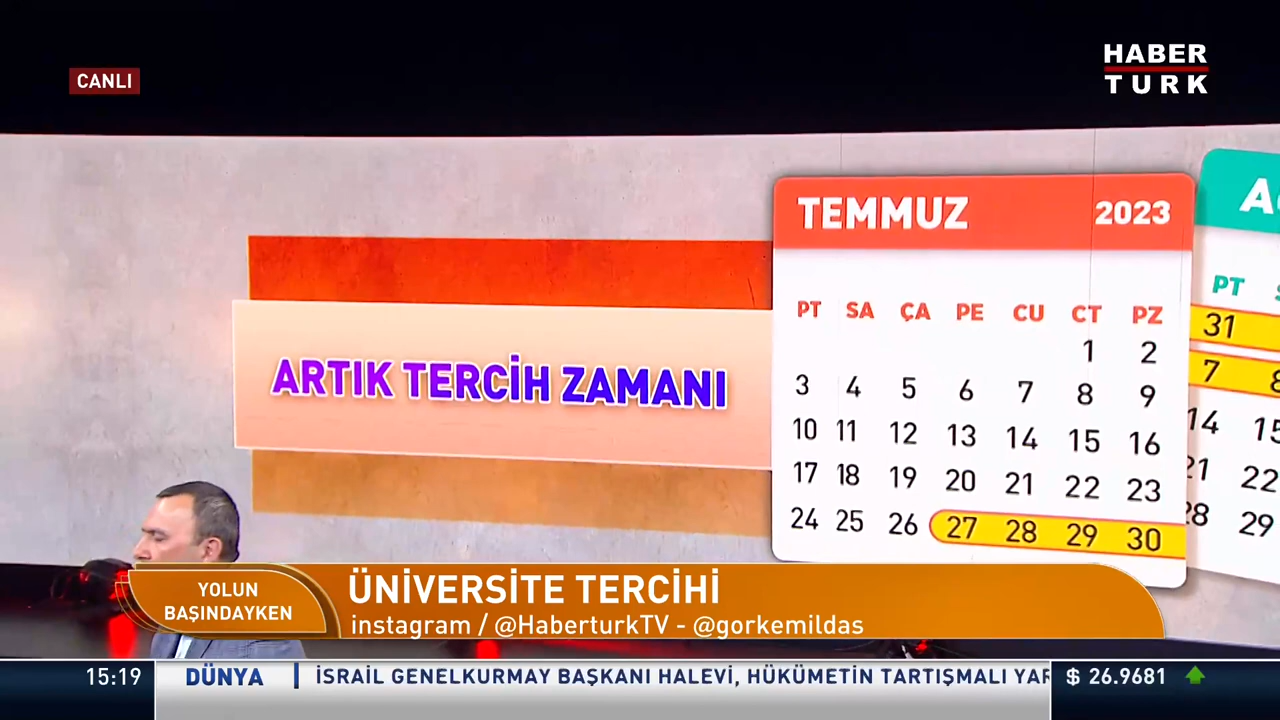 CANLI
HABER
TURK
TEMMUZ 2023
PT SA ÇA PE CU CT PZ
1 2
3 4 5 6 7 8 9
10 11 12 13 14 15 16
17 18 19 20 21 22 23
24 25 26 27 28 29 30
PT
31
7 8
14 15
21 22
28 29
ARTIK TERCİH ZAMANI
YOLUN
BAŞINDAYKEN
ÜNİVERSİTE TERCİHİ
instagram / @HaberturkTV - @gorkemildas
15:19 DÜNYA İSRAİL GENELKURMAY BAŞKANI HALEVİ, HÜKÜMETİN TARTIŞMALI YAR $ 26.9681